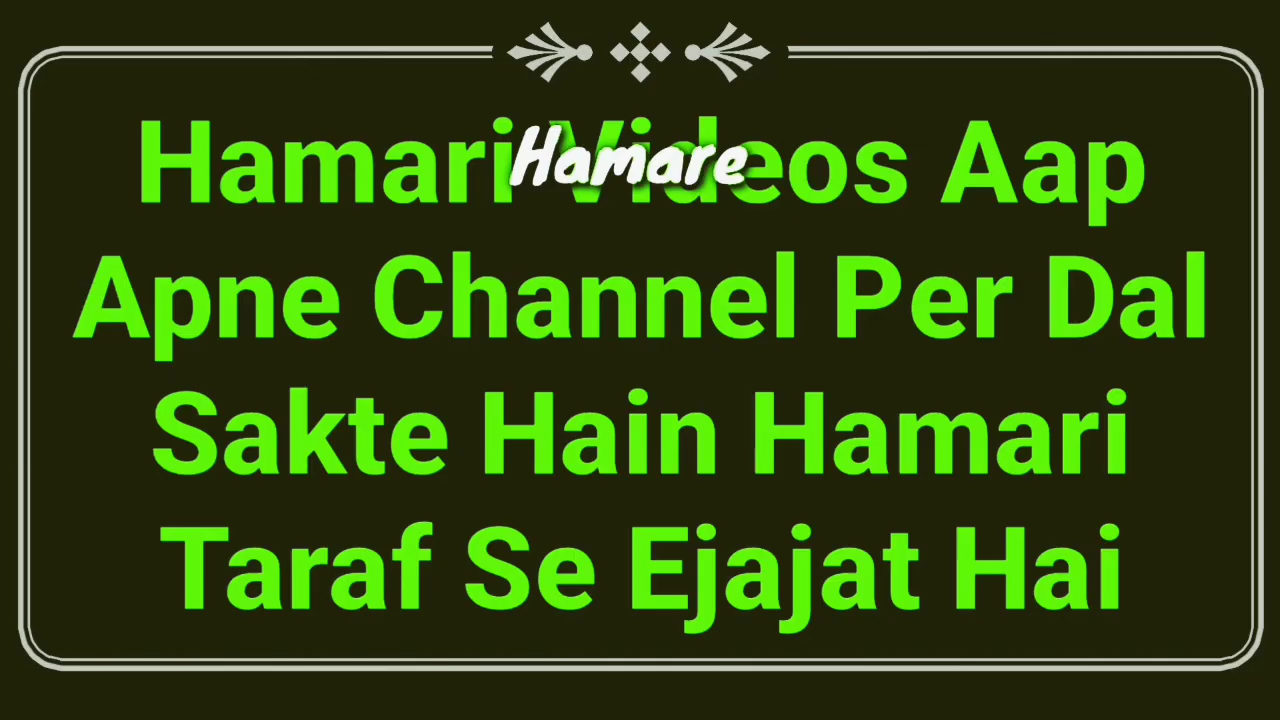 Hamari Videos Aap
Hamare
Apne Channel Per Dal
Sakte Hain Hamari
Taraf Se Ejajat Hai